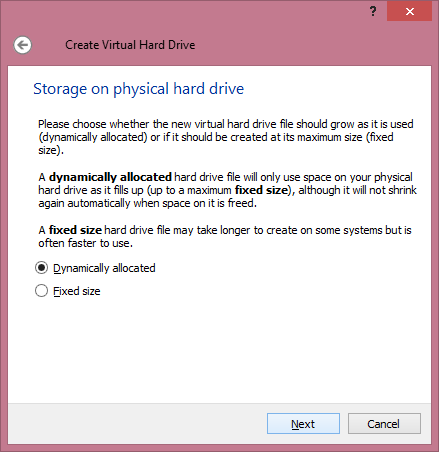 ?
Create Virtual Hard Drive
Storage on physical hard drive
Please choose whether the new virtual hard drive file should grow as it is used
(dynamically allocated) or if it should be created at its maximum size (fixed
size).
A dynamically allocated hard drive file will only use space on your physical
hard drive as it fills up (up to a maximum fixed size), although it will not shrink
again automatically when space on it is freed.
A fixed size hard drive file may take longer to create on some systems but is
often faster to use.
Dynamically allocated
Fixed size
Next
Cancel